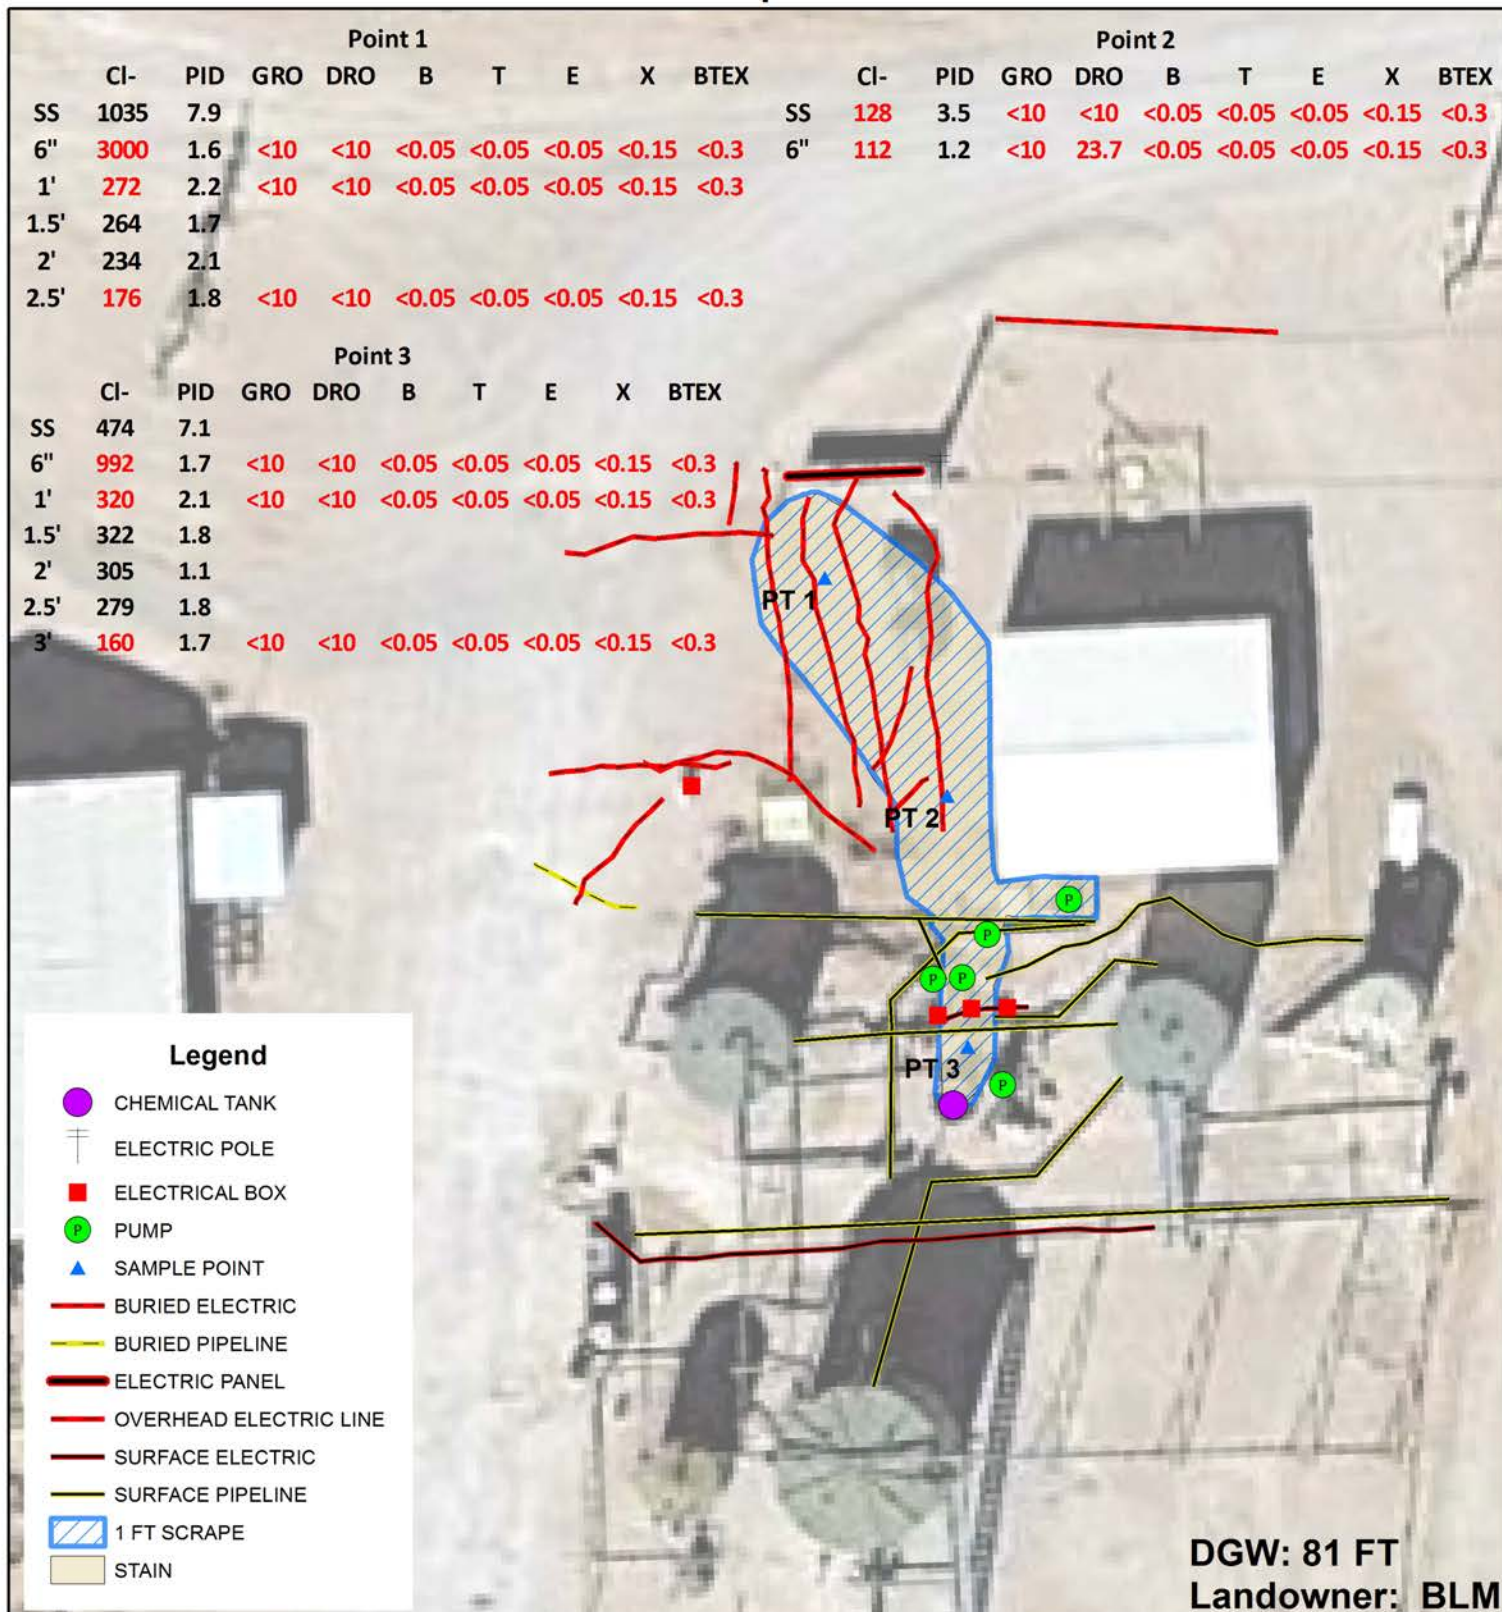 Point 1
Cl- PID GRO DRO B T E X BTEX
SS 1035 7.9
6" 3000 1.6 <10 <10 <0.05 <0.05 <0.05 <0.15 <0.3
1' 272 2.2 <10 <10 <0.05 <0.05 <0.05 <0.15 <0.3
1.5' 264 1.7
2' 234 2.1
2.5' 176 1.8 <10 <10 <0.05 <0.05 <0.05 <0.15 <0.3
Point 2
Cl- PID GRO DRO B T E X BTEX
SS 128 3.5 <10 <10 <0.05 <0.05 <0.05 <0.15 <0.3
6" 112 1.2 <10 23.7 <0.05 <0.05 <0.05 <0.15 <0.3
Point 3
Cl- PID GRO DRO B T E X BTEX
SS 474 7.1
6" 992 1.7 <10 <10 <0.05 <0.05 <0.05 <0.15 <0.3
1' 320 2.1 <10 <10 <0.05 <0.05 <0.05 <0.15 <0.3
1.5' 322 1.8
2' 305 1.1
2.5' 279 1.8
3' 160 1.7 <10 <10 <0.05 <0.05 <0.05 <0.15 <0.3
PT 1
PT 2
P
P
P P
PT 3
P
Legend
CHEMICAL TANK
ELECTRIC POLE
ELECTRICAL BOX
P PUMP
SAMPLE POINT
BURIED ELECTRIC
BURIED PIPELINE
ELECTRIC PANEL
OVERHEAD ELECTRIC LINE
SURFACE ELECTRIC
SURFACE PIPELINE
1 FT SCRAPE
STAIN
DGW: 81 FT
Landowner: BLM